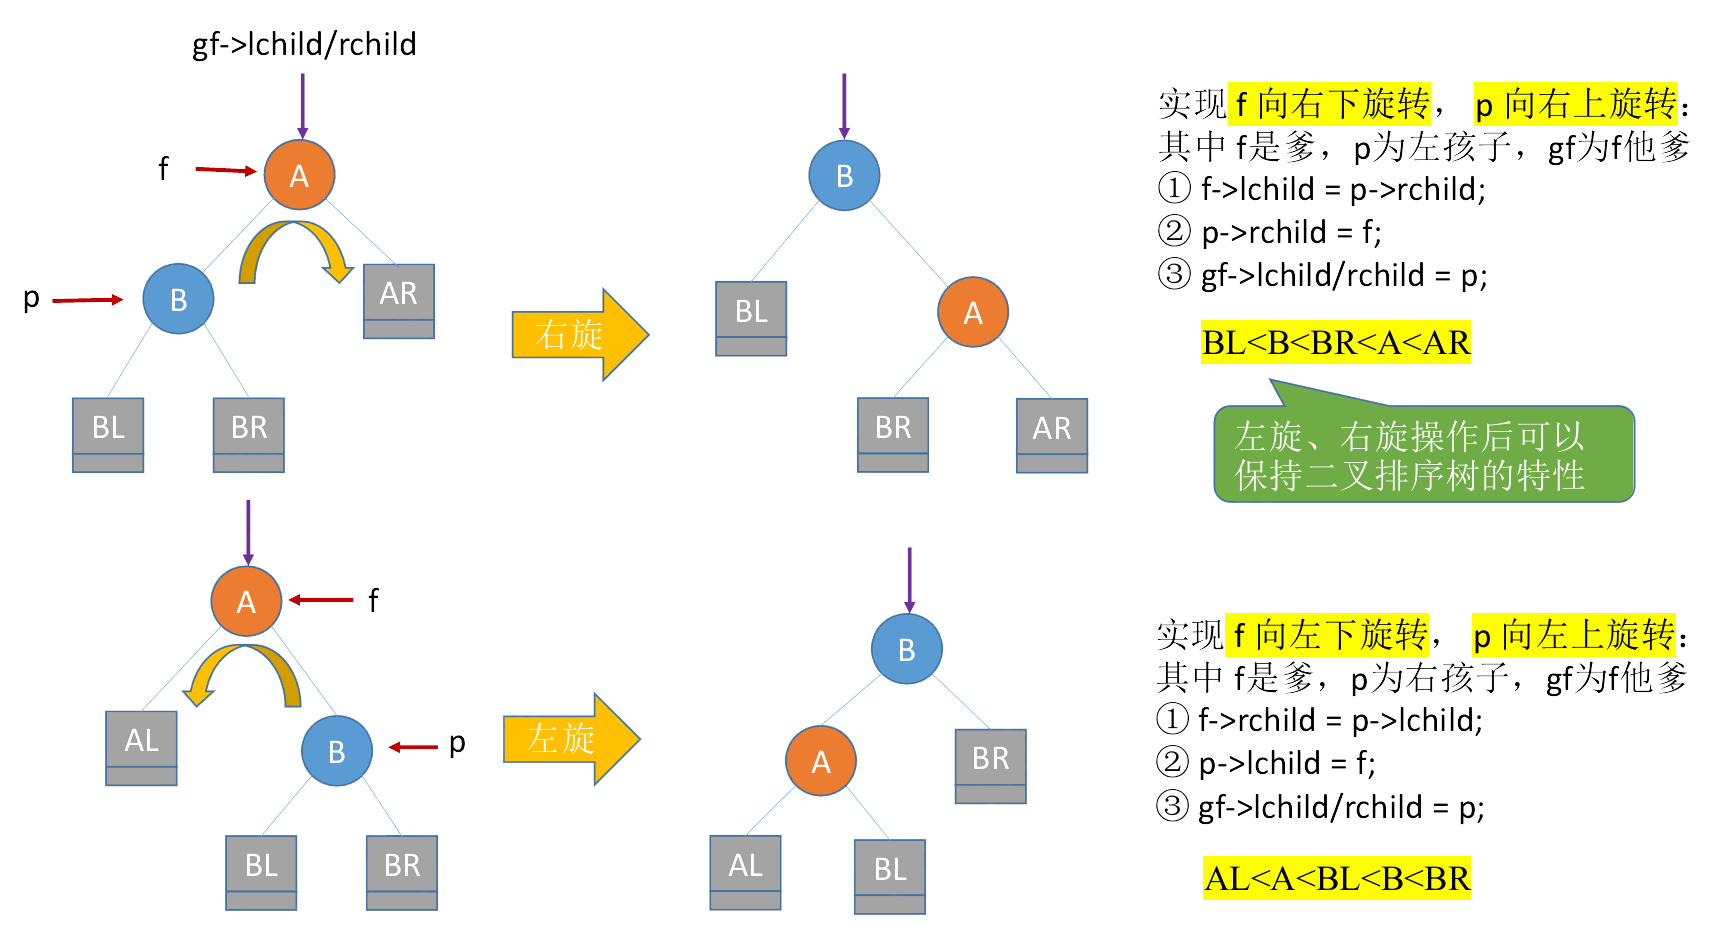 gf->lchild/rchild
f
A
p
B
AR
BL
BR
右旋
B
BL
A
BR
AR
实现 f 向右下旋转， p 向右上旋转：
其中 f是爹，p为左孩子，gf为f他爹
① f->lchild = p->rchild;
② p->rchild = f;
③ gf->lchild/rchild = p;
BL<B<BR<A<AR
左旋、右旋操作后可以
保持二叉排序树的特性
A
f
AL
B
p
BL
BR
左旋
B
A
BR
AL
BL
实现 f 向左下旋转， p 向左上旋转：
其中 f是爹，p为右孩子，gf为f他爹
① f->rchild = p->lchild;
② p->lchild = f;
③ gf->lchild/rchild = p;
AL<A<BL<B<BR